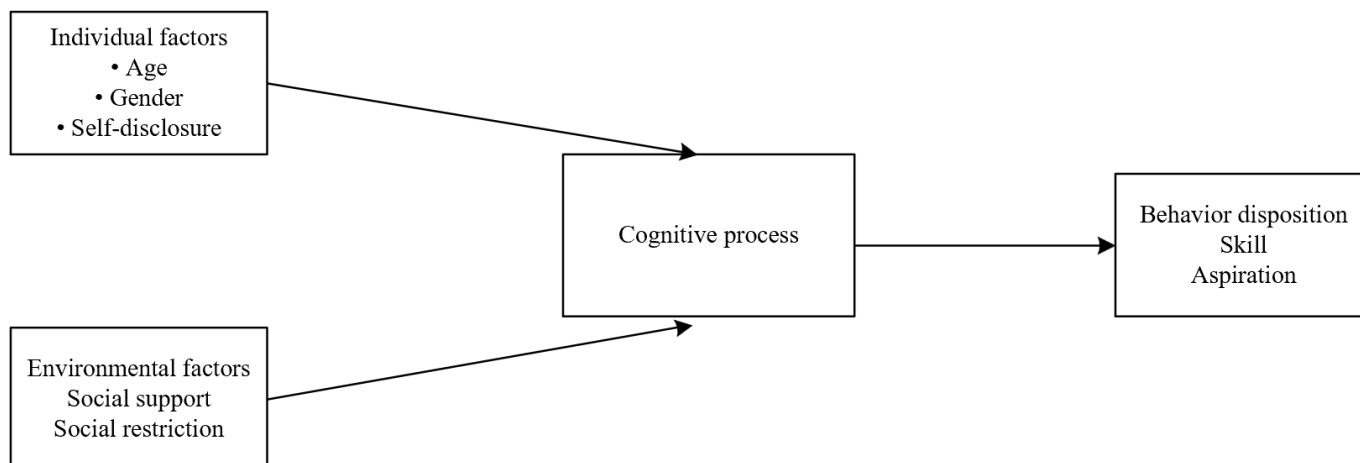 Individual factors
• Age
• Gender
• Self-disclosure
Cognitive process
Behavior disposition
Skill
Aspiration
Environmental factors
Social support
Social restriction